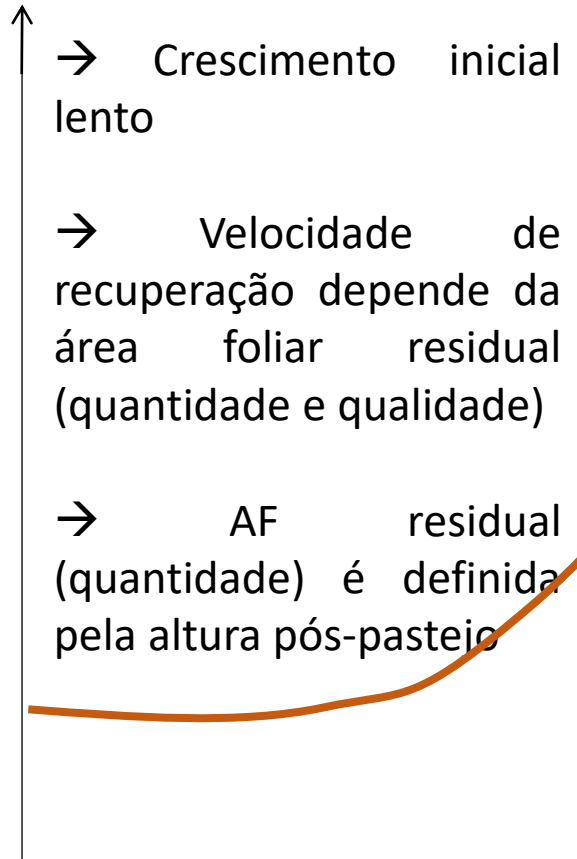 → Crescimento inicial
lento
→ Velocidade de
recuperação depende da
área foliar residual
(quantidade e qualidade)
→ AF residual
(quantidade) é definida
pela altura pós-pastejo